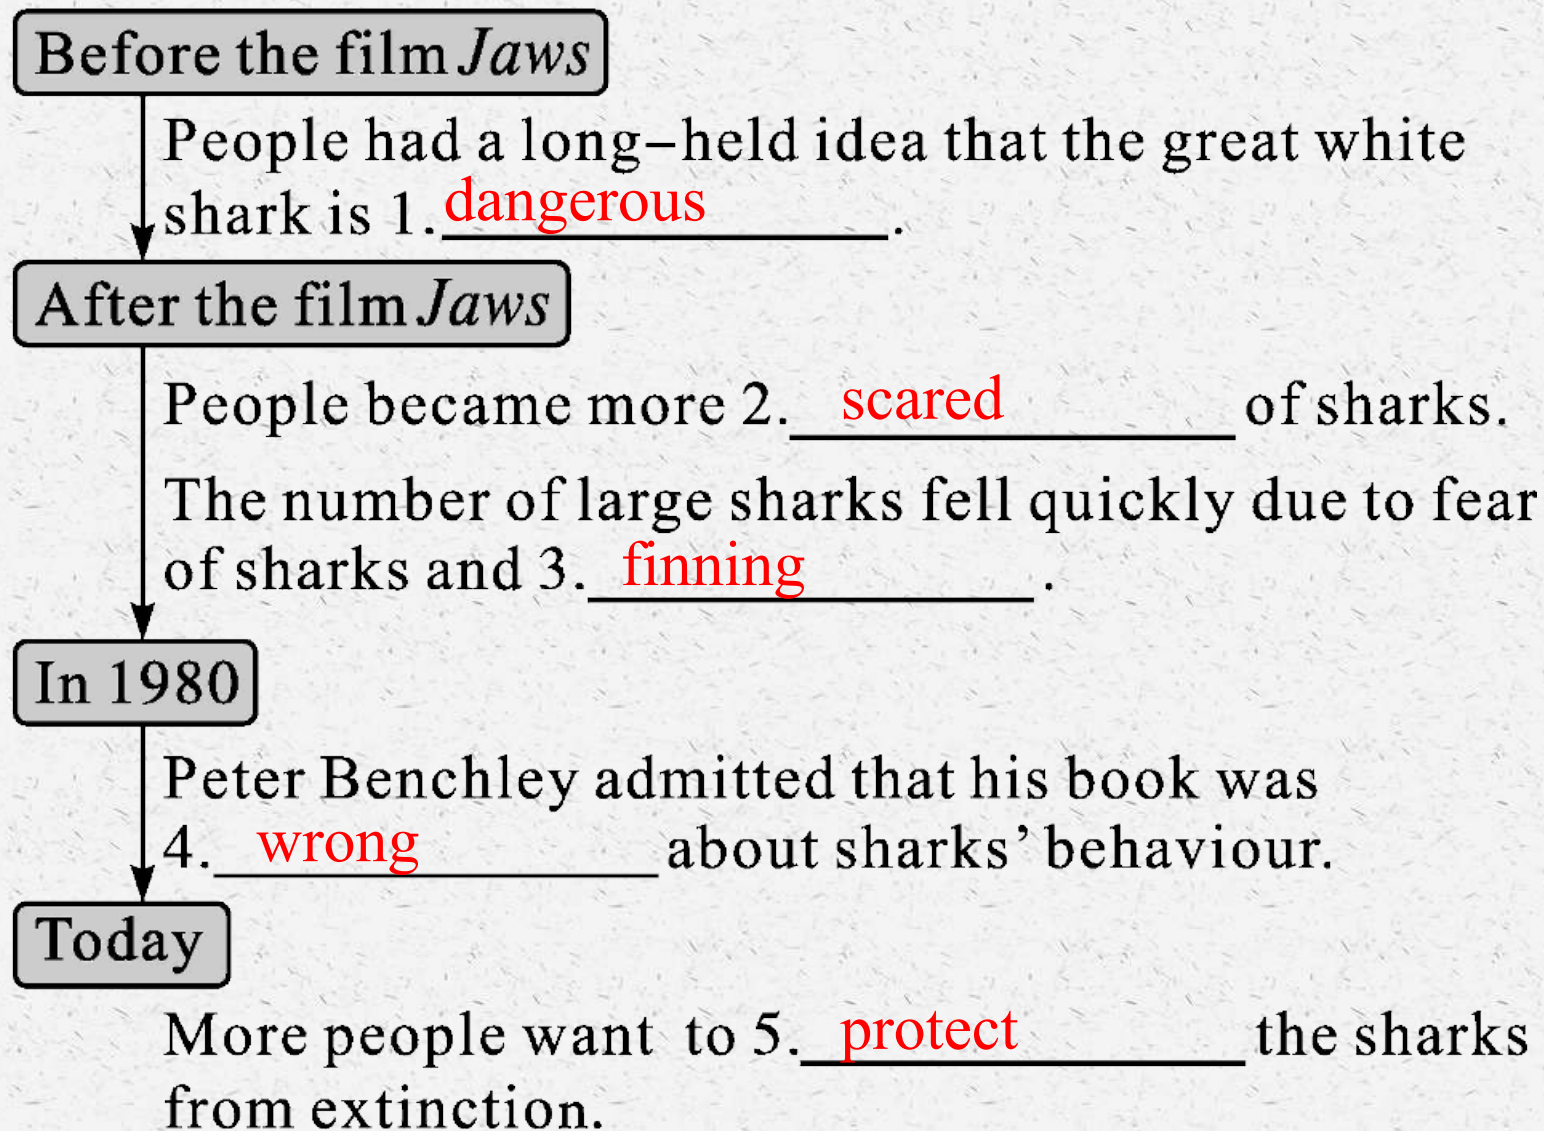 Before the film Jaws
People had a long-held idea that the great white
shark is 1. dangerous.
After the film Jaws
People became more 2. scared of sharks.
The number of large sharks fell quickly due to fear
of sharks and 3. finning.
In 1980
Peter Benchley admitted that his book was
4. wrong about sharks' behaviour.
Today
More people want to 5. protect the sharks
from extinction.